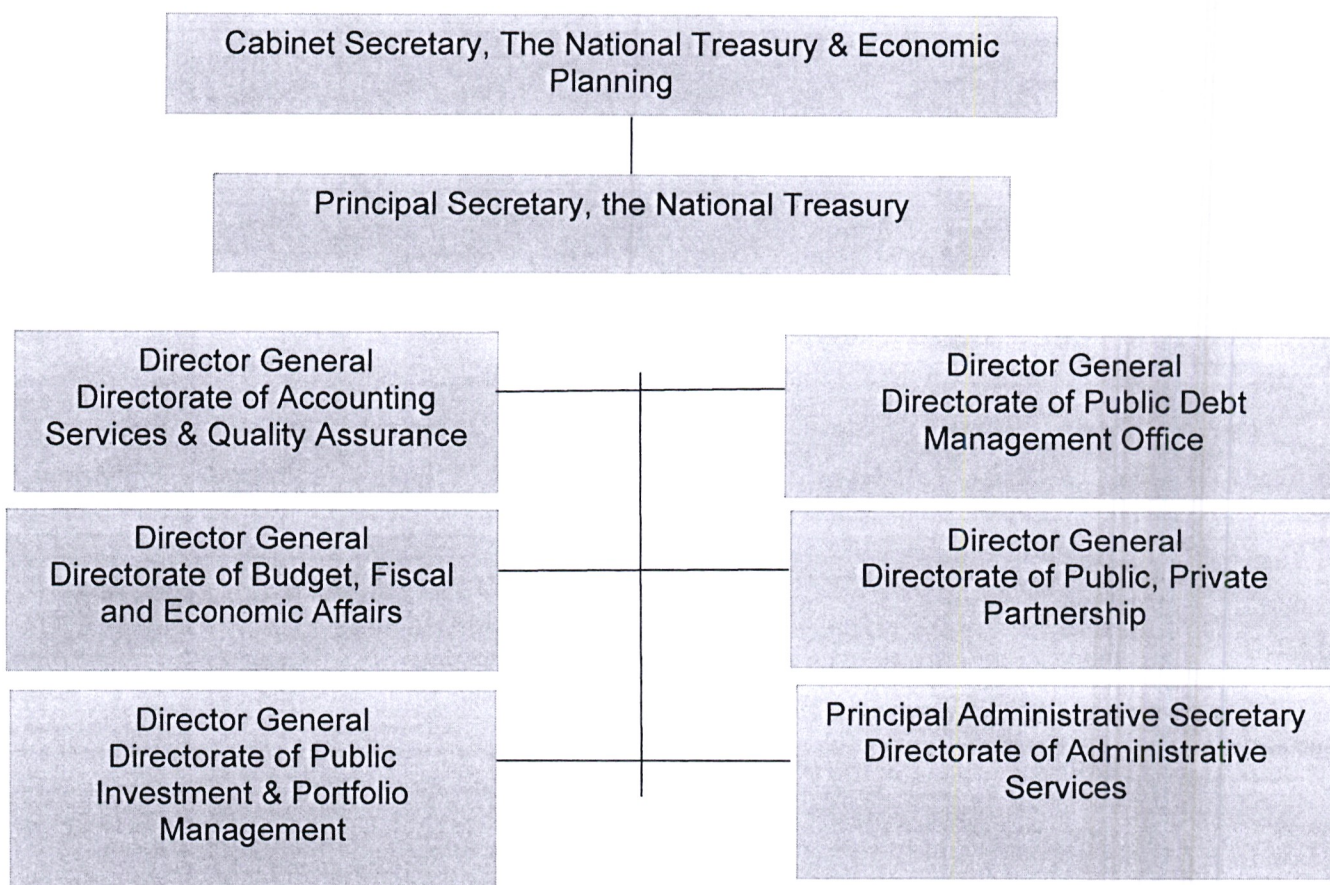 Cabinet Secretary, The National Treasury & Economic
Planning
Principal Secretary, the National Treasury
Director General
Directorate of Accounting
Services & Quality Assurance
Director General
Directorate of Public Debt
Management Office
Director General
Directorate of Budget, Fiscal
and Economic Affairs
Director General
Directorate of Public, Private
Partnership
Director General
Directorate of Public
Investment & Portfolio
Management
Principal Administrative Secretary
Directorate of Administrative
Services